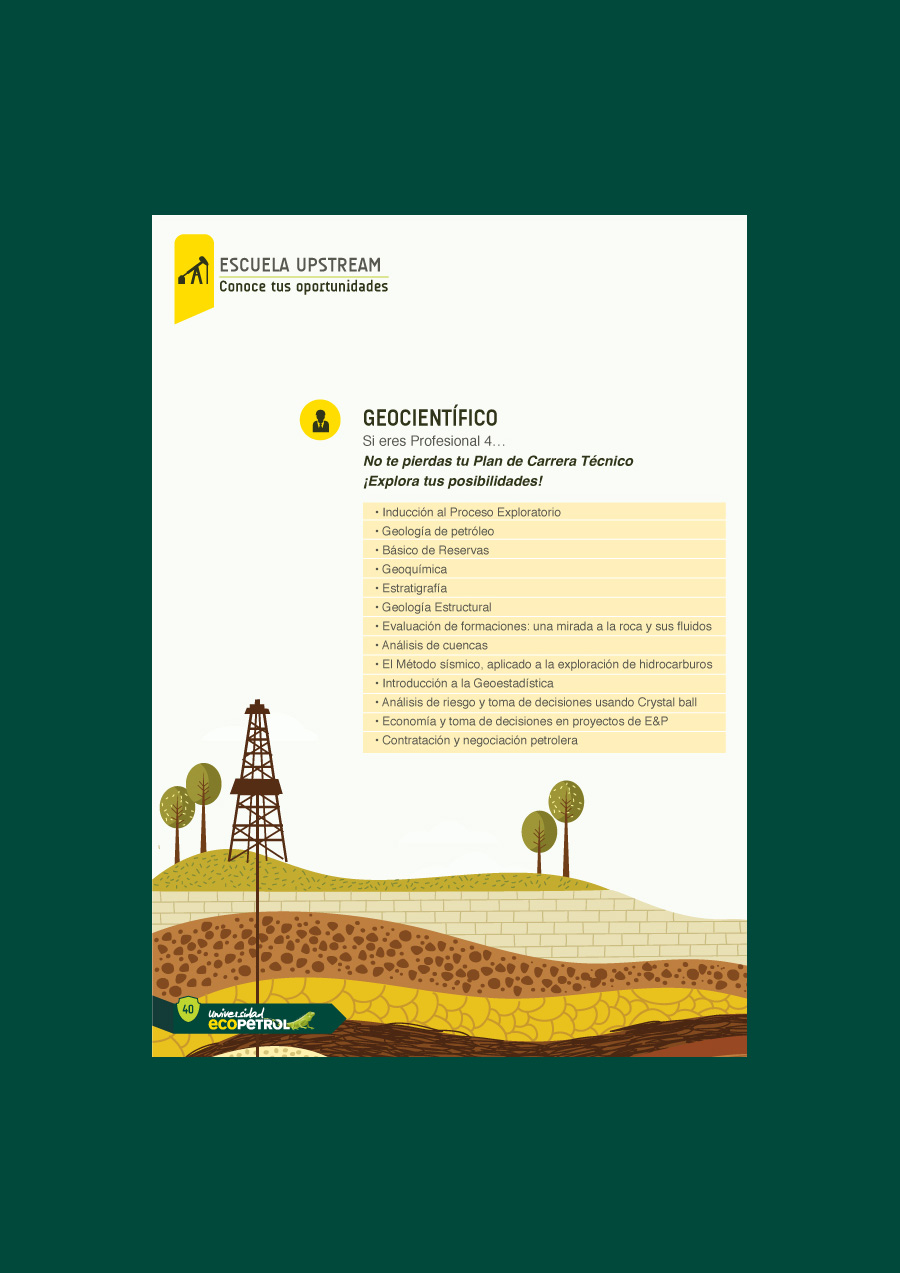 ESCUELA UPSTREAM
Conoce tus oportunidades
GEOCIENTÍFICO
Si eres Profesional 4...
No te pierdas tu Plan de Carrera Técnico
¡Explora tus posibilidades!
• Inducción al Proceso Exploratorio
• Geología de petróleo
• Básico de Reservas
• Geoquímica
• Estratigrafía
• Geología Estructural
• Evaluación de formaciones: una mirada a la roca y sus fluidos
• Análisis de cuencas
• El Método sísmico, aplicado a la exploración de hidrocarburos
• Introducción a la Geoestadística
• Análisis de riesgo y toma de decisiones usando Crystal ball
• Economía y toma de decisiones en proyectos de E&P
• Contratación y negociación petrolera
40
Universidad
ECOPETROL